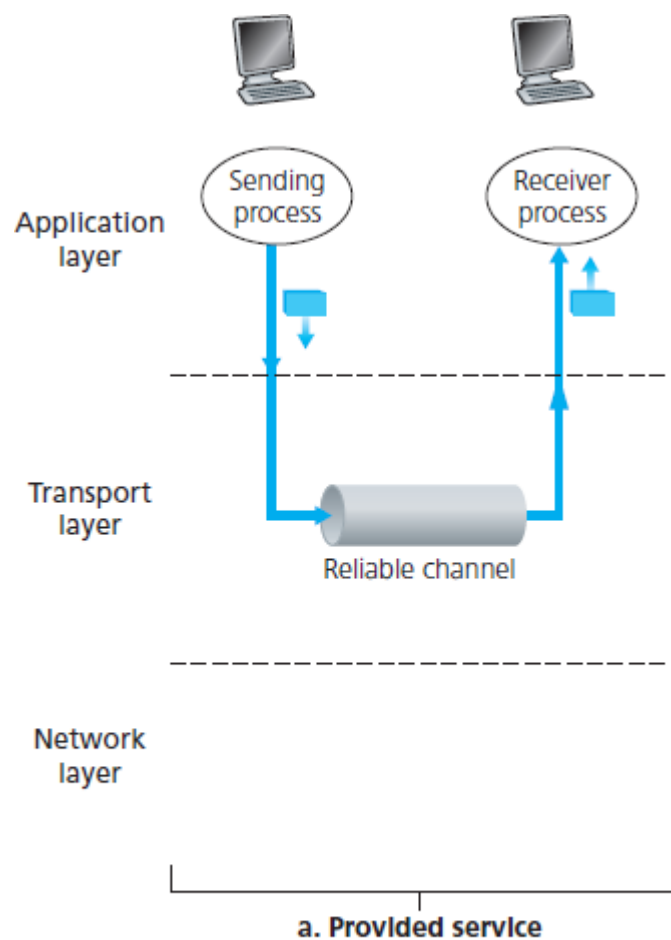 Sending
process
Receiver
process
Application
layer
Transport
layer
Reliable channel
Network
layer
a. Provided service